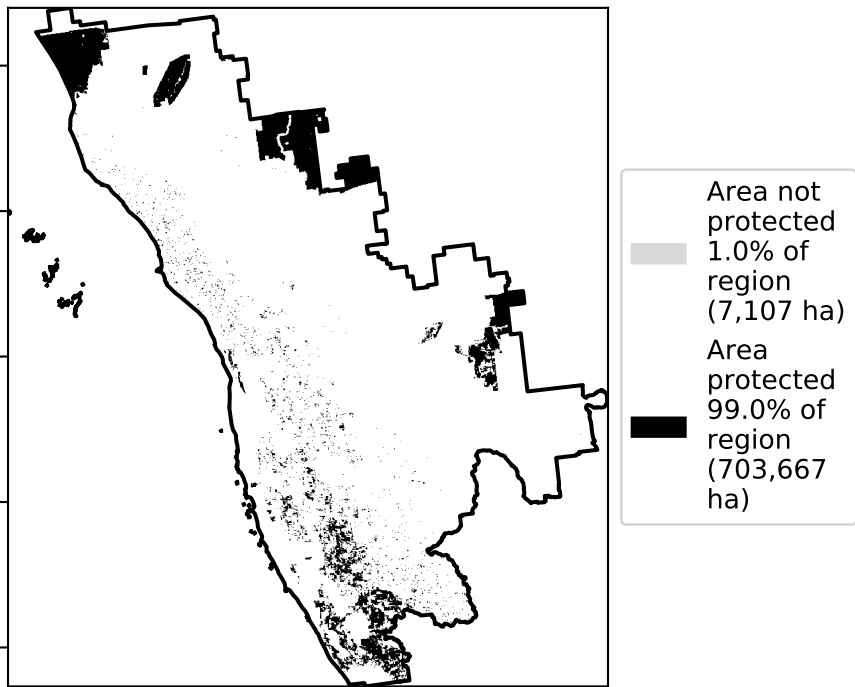 Area not
protected
1.0% of
region
(7,107 ha)
Area
protected
99.0% of
region
(703,667
ha)